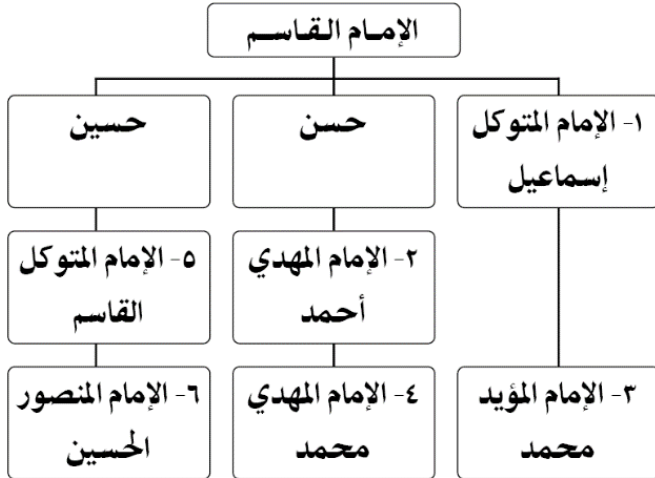 الإمام القاسم
١- الإمام المتوكل
إسماعيل
حسن
حسين
٢- الإمام المهدي
أحمد
٥- الإمام المتوكل
القاسم
٣- الإمام المؤيد
محمد
٤- الإمام المهدي
محمد
٦- الإمام المنصور
الحسين